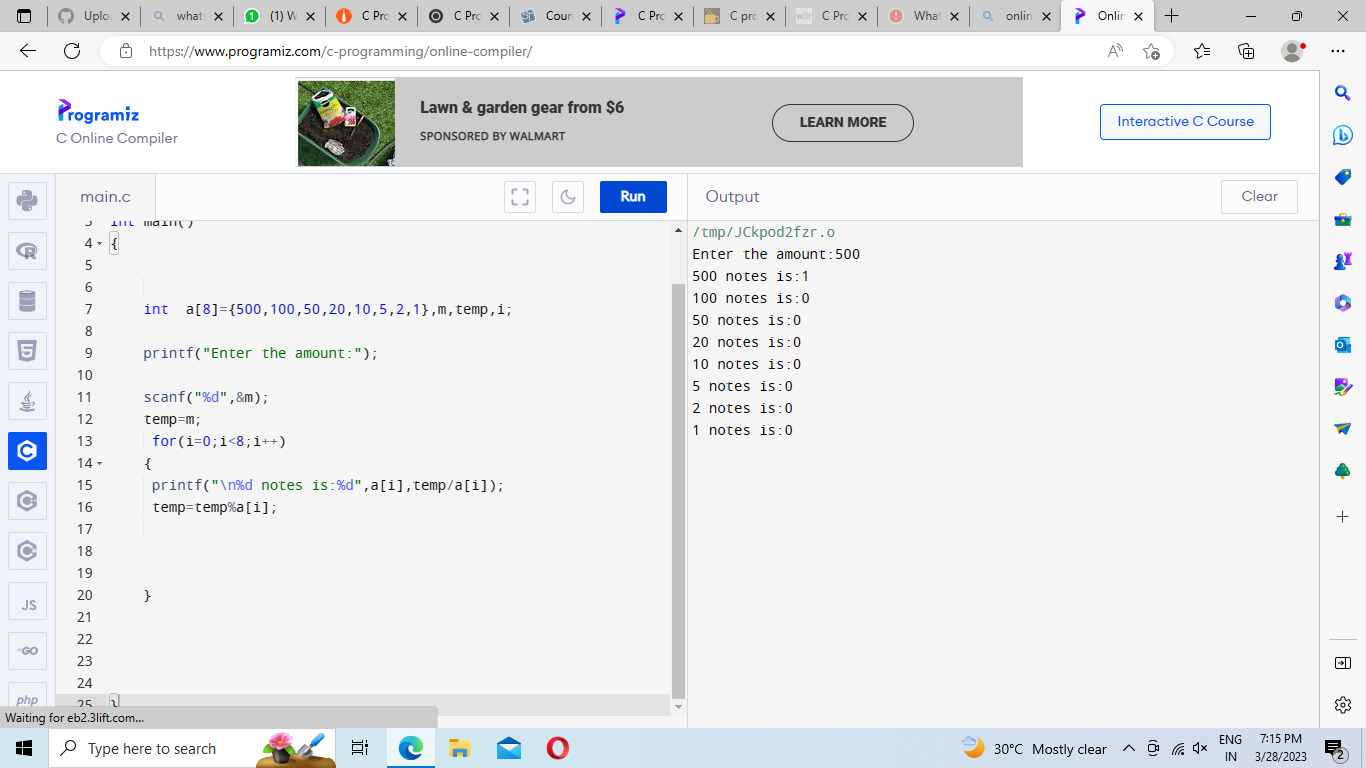 Uploa
whats
(1) W
C Pro
C Pro
Cour
C Pro
C pro
C Pro
What
onlin
Onlin
https://www.programiz.com/c-programming/online-compiler/
Programiz
C Online Compiler
Lawn & garden gear from $6
SPONSORED BY WALMART
LEARN MORE
Interactive C Course
main.c
Run
Output
Clear
3 int main()
4 {
5
6
7 int  a[8]={500,100,50,20,10,5,2,1},m,temp,i;
8
9 printf("Enter the amount:");
10
11 scanf("%d",&m);
12 temp=m;
13 for(i=0;i<8;i++)
14 {
15 printf("\n%d notes is:%d",a[i],temp/a[i]);
16 temp=temp%a[i];
17
18
19
20 }
21
22
23
24
25 }
/tmp/JCkpod2fzr.o
Enter the amount:500
500 notes is:1
100 notes is:0
50 notes is:0
20 notes is:0
10 notes is:0
5 notes is:0
2 notes is:0
1 notes is:0
JS
GO
php
Waiting for eb2.3lift.com...
Type here to search
30°C Mostly clear
ENG
IN
7:15 PM
3/28/2023
2